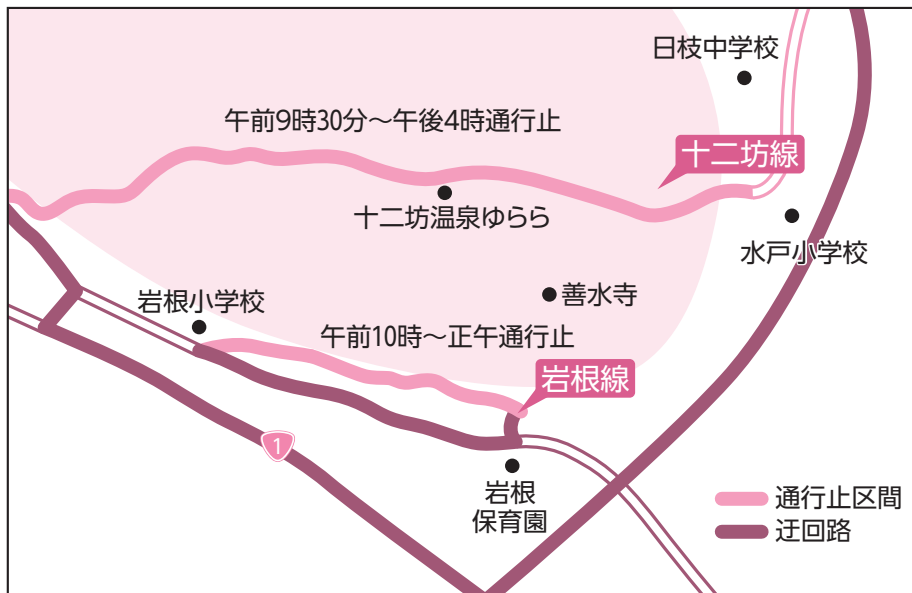 日枝中学校
午前9時30分〜午後4時通行止
十二坊線
十二坊温泉ゆらら
水戸小学校
善水寺
岩根小学校
午前10時〜正午通行止
岩根線
1
岩根
保育園
通行止区間
迂回路